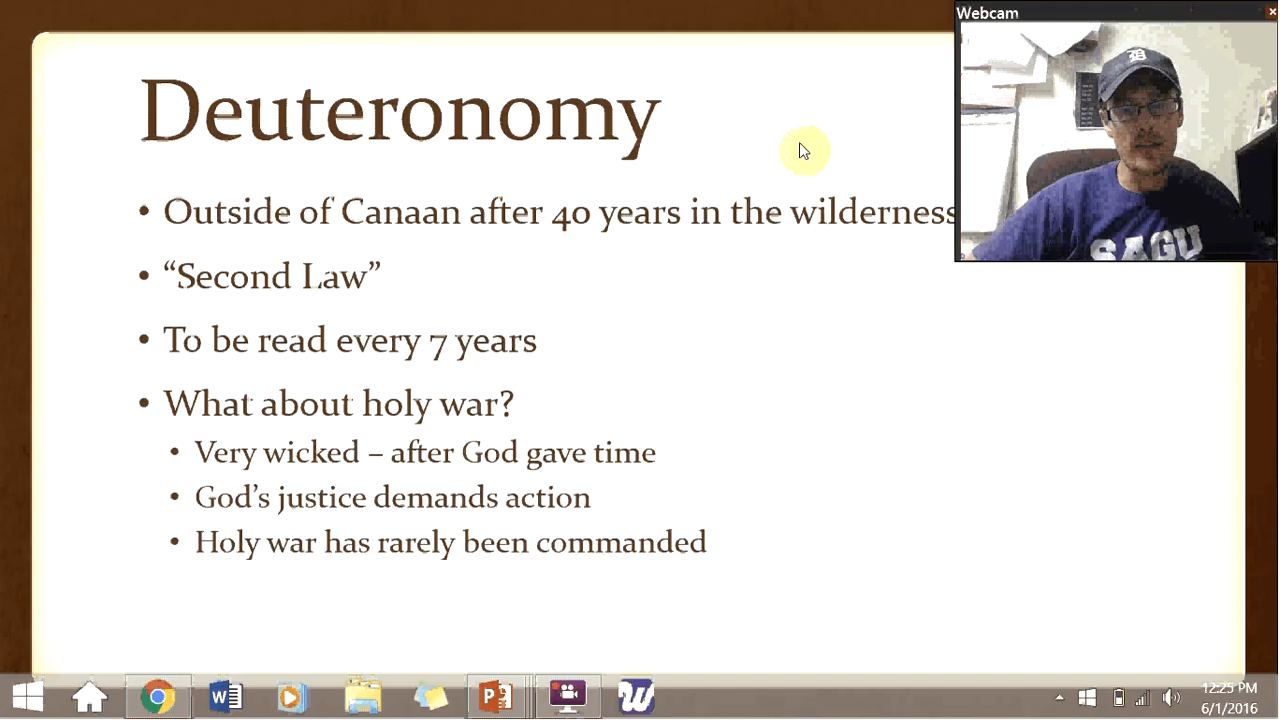 Webcam
Deuteronomy
• Outside of Canaan after 40 years in the wilderness
• “Second Law”
• To be read every 7 years
• What about holy war?
• Very wicked – after God gave time
• God’s justice demands action
• Holy war has rarely been commanded
SAGU
12:25 PM
6/1/2016